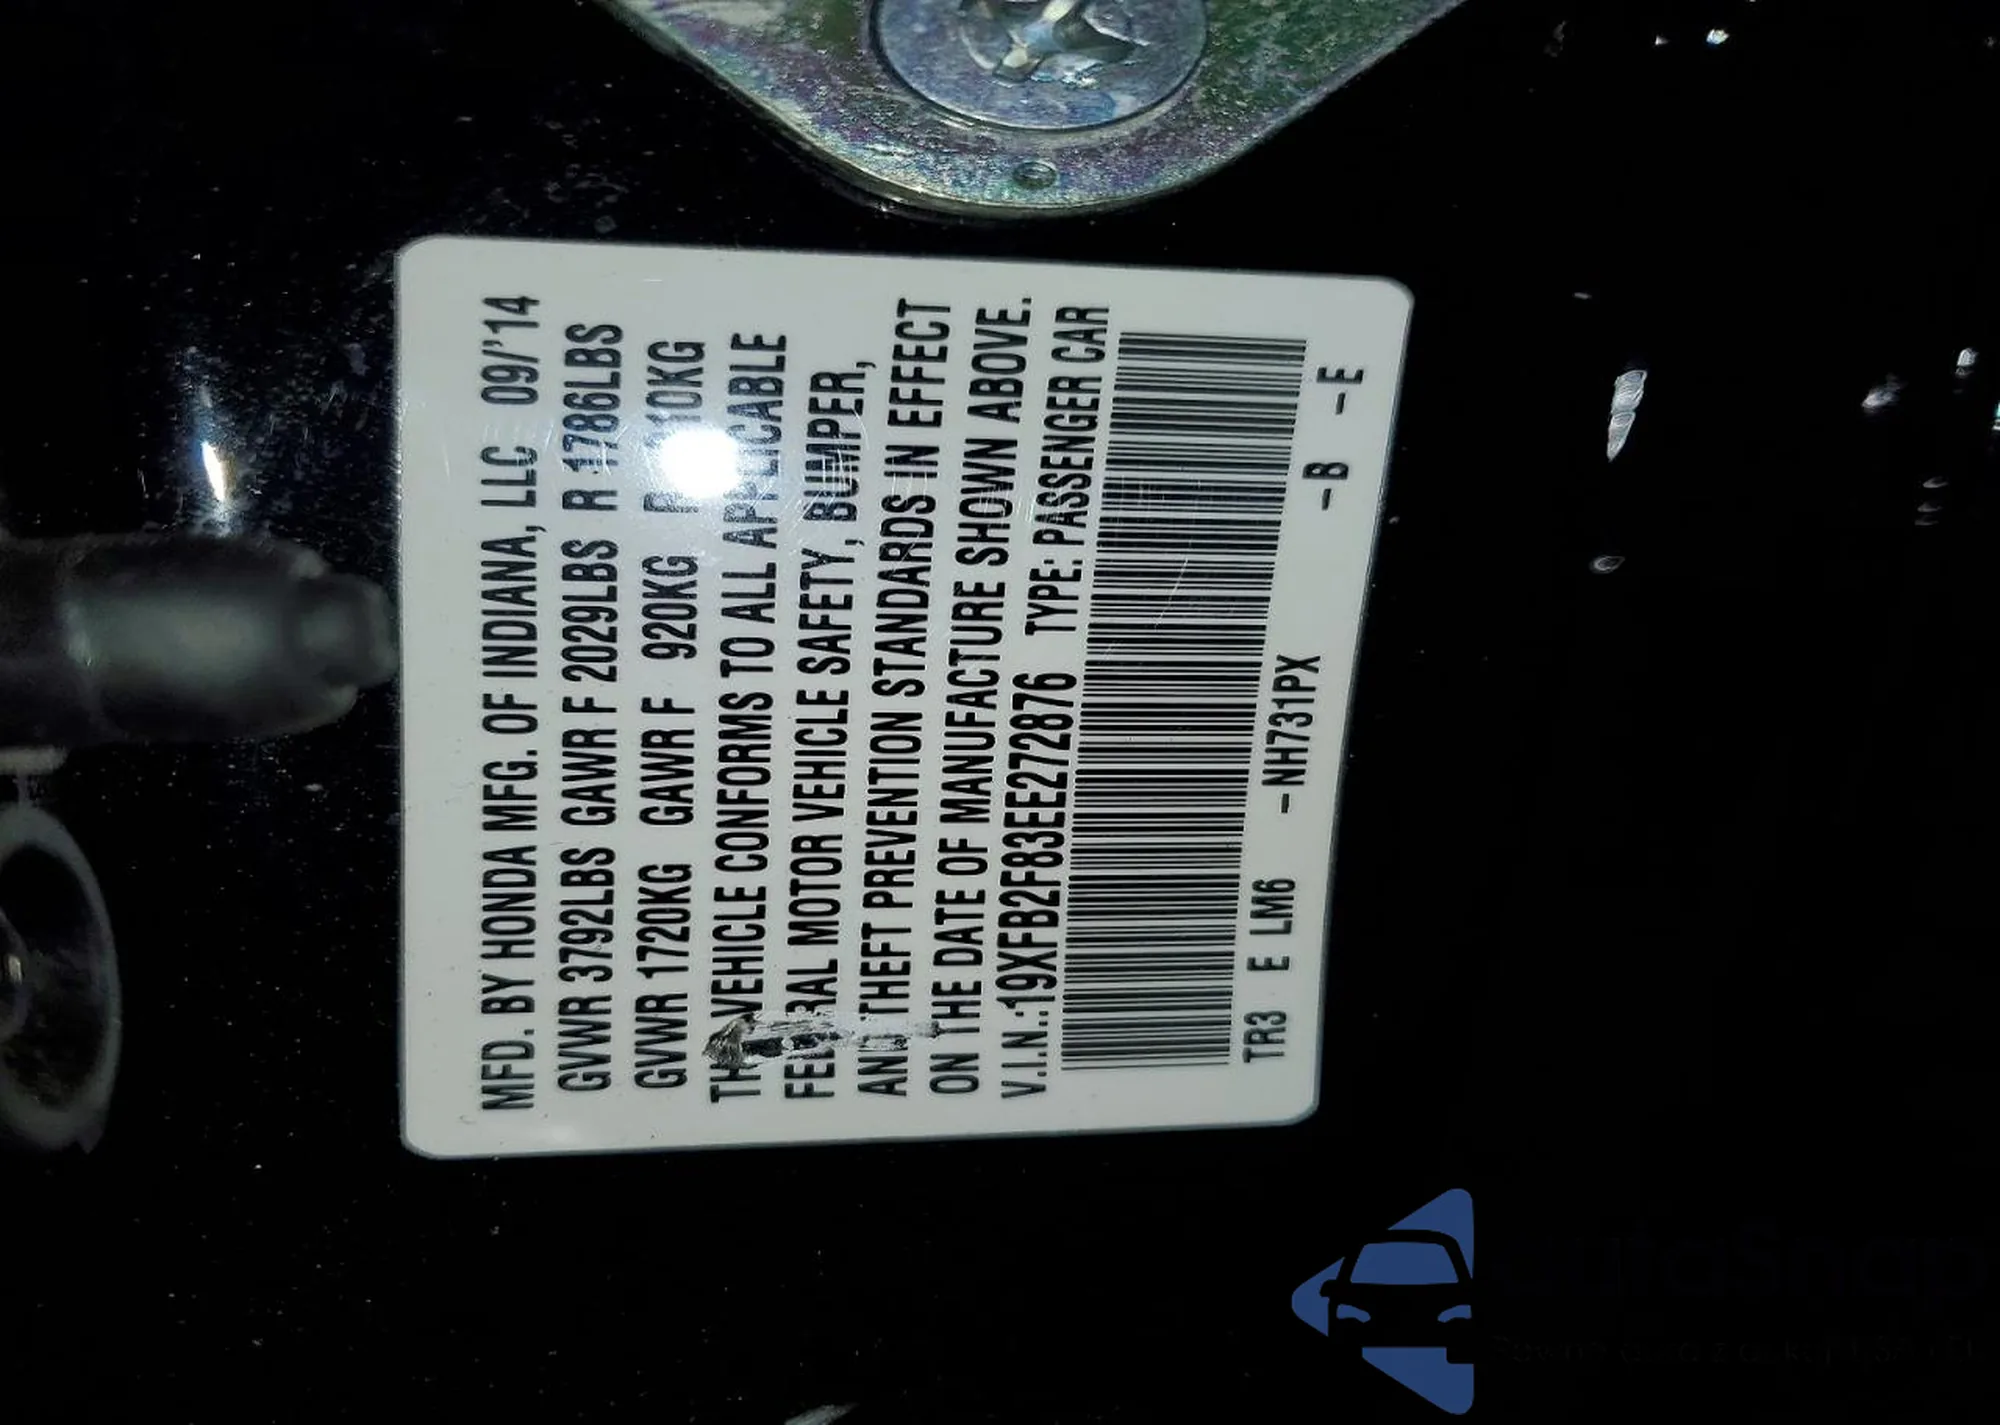 MFD. BY HONDA MFG. OF INDIANA, LLC 09/'14
GVWR 3792LBS GAWR F 2029LBS R 1786LBS
GVWR 1720KG GAWR F 920KG
VEHICLE CONFORMS TO ALL APPLICABLE
MOTOR VEHICLE SAFETY, BUMPER,
THEFT PREVENTION STANDARDS IN EFFECT
ON THE DATE OF MANUFACTURE SHOWN ABOVE.
V.I.N.:19XFB2F83EE272876 TYPE: PASSENGER CAR
TR3 E LM6 -NH731PX -B -E